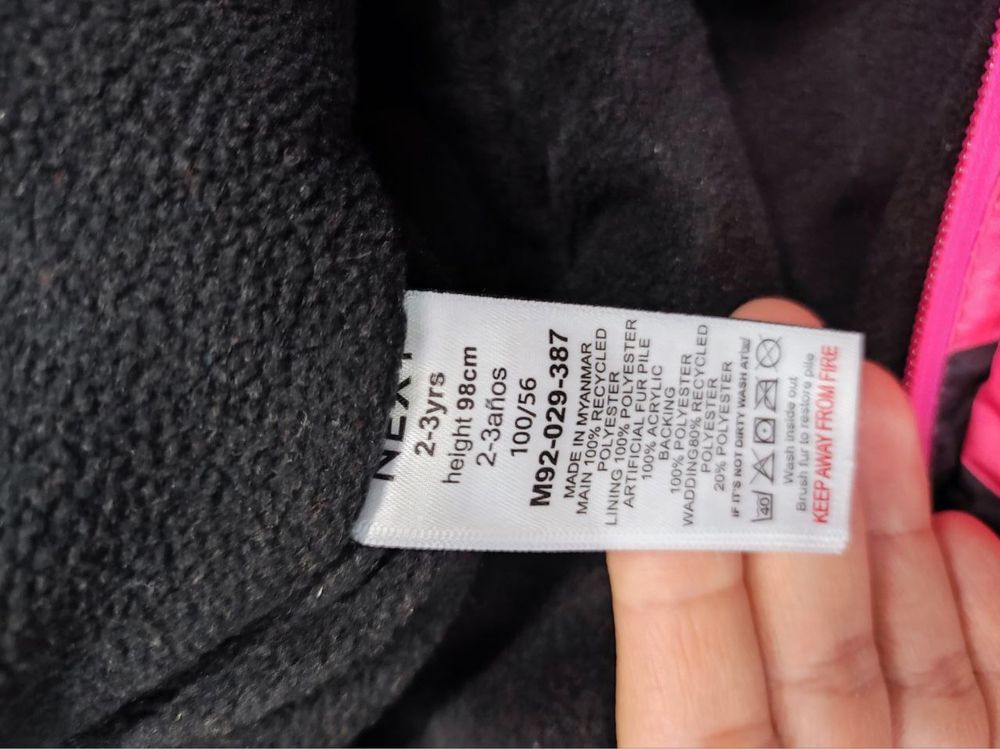 NEXT
2-3yrs
height 98cm
2-3años
100/56
M92-029-387
MADE IN MYANMAR
MAIN 100% RECYCLED
POLYESTER
LINING 100% POLYESTER
ARTIFICIAL FUR PILE
100% ACRYLIC
BACKING
100% POLYESTER
WADDING80% RECYCLED
POLYESTER
20% POLYESTER
IF IT'S NOT DIRTY WASH AT
40
Wash inside out
Brush fur to restore pile
KEEP AWAY FROM FIRE